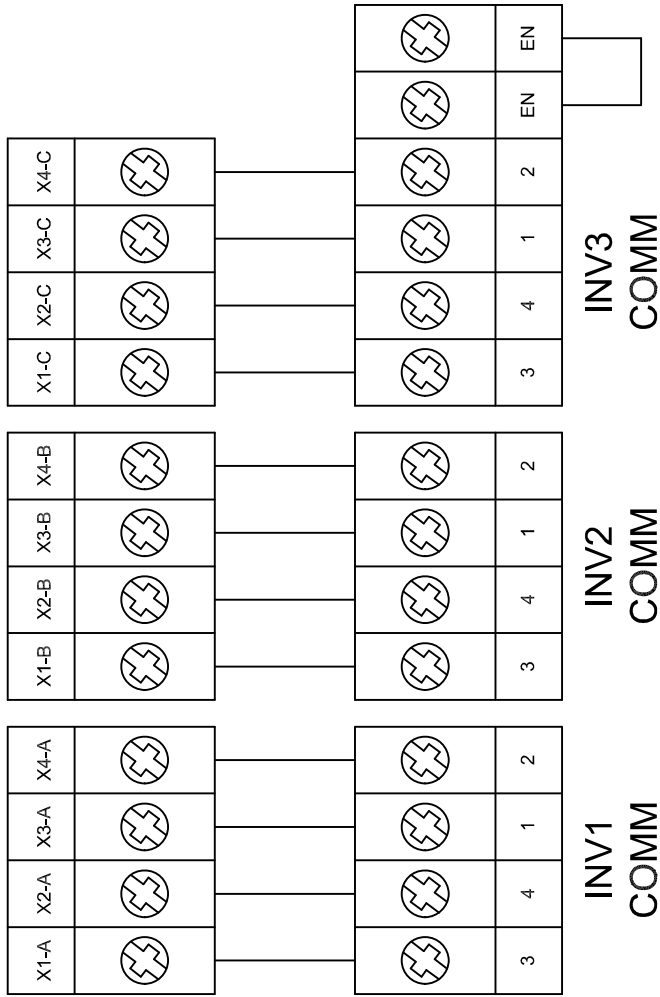 X1-A X2-A X3-A X4-A X1-B X2-B X3-B X4-B X1-C X2-C X3-C X4-C
3 4 1 2 3 4 1 2 3 4 1 2 EN EN
INV1 INV2 INV3
COMM COMM COMM